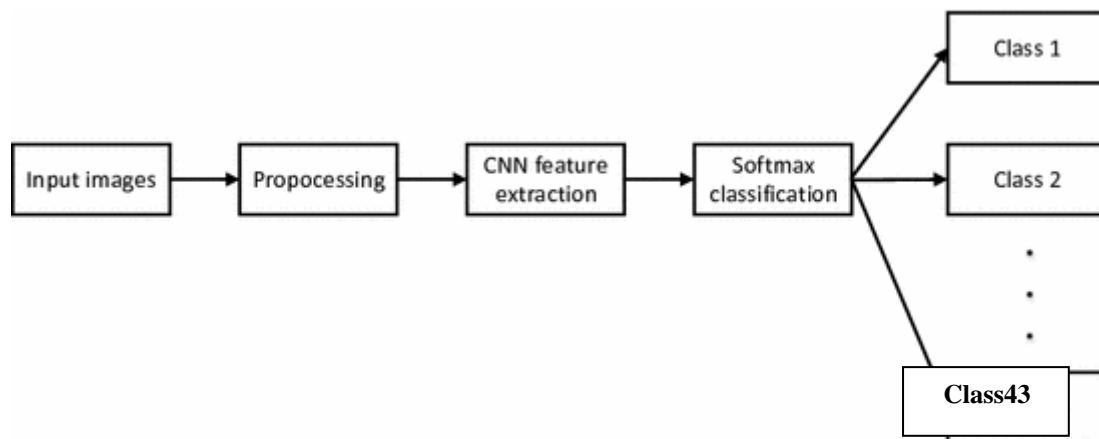 Input images
Propocessing
CNN feature
extraction
Softmax
classification
Class 1
Class 2
Class43